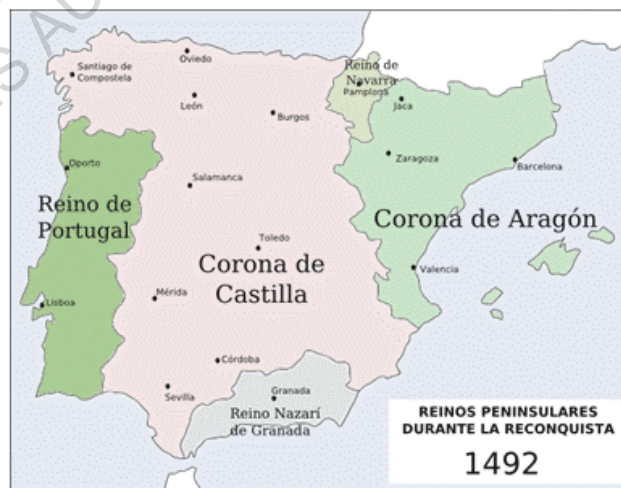 Santiago de
Compostela
Oviedo
León
Burgos
Reino de
Navarra
Pamplona
Jaca
Oporto
Salamanca
Zaragoza
Barcelona
Reino de
Portugal
Corona de Aragón
Toledo
Corona de
Castilla
Valencia
Lisboa
Mérida
Córdoba
Sevilla
Granada
Reino Nazarí
de Granada
REINOS PENINSULARES
DURANTE LA RECONQUISTA
1492